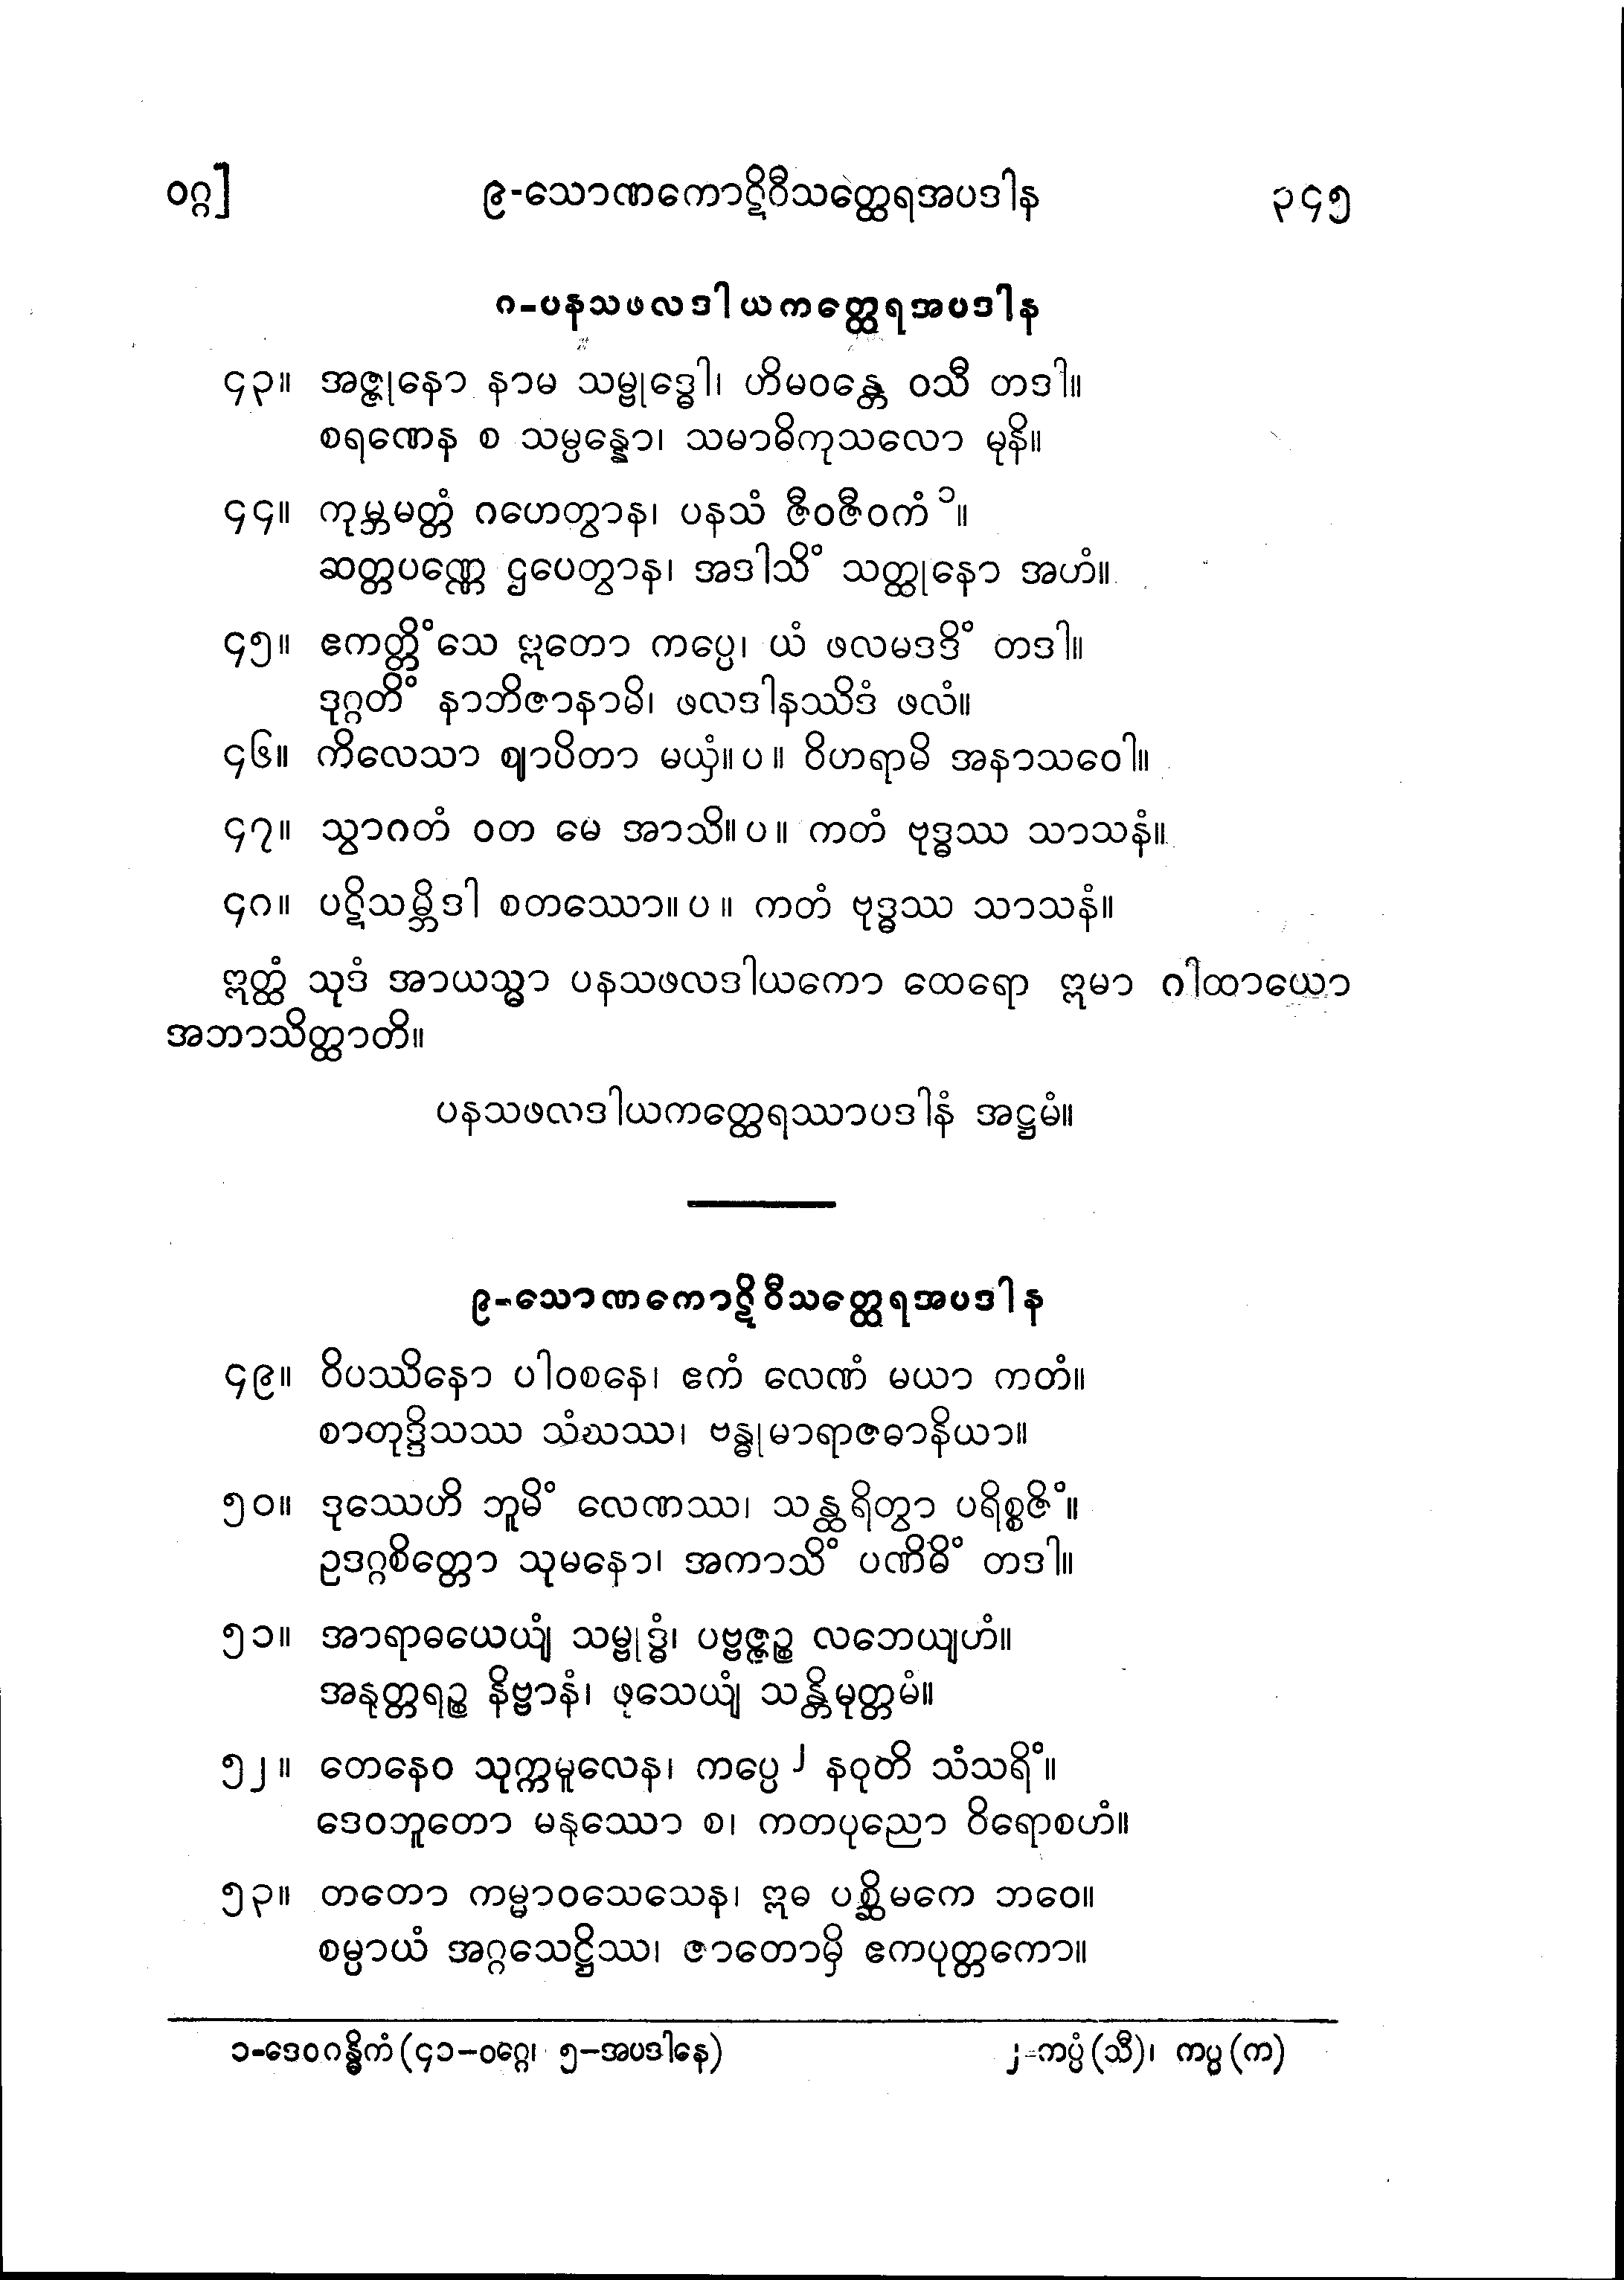 ဝဂ္ဂ] ၉-သောဏကောဋိဝီသတ္ထေရအပဒါန ၃၄၅
၈-ပနသဖလဒါယကတ္ထေရအပဒါန
၄၃။ အဇ္ဇုနော နာမ သမ္ဗုဒ္ဓေါ၊ ဟိမဝန္တေ ဝသီ တဒါ။
စရဏေန စ သမ္ပန္နော၊ သမာဓိကုသလော မုနိ။
၄၄။ ကုမ္ဘမတ္တံ ဂဟေတွာန၊ ပနသံ ဇီဝဇီဝကံ ၁။
ဆတ္တပဏ္ဏေ ဌပေတွာန၊ အဒါသိံ သတ္ထုနော အဟံ။
၄၅။ ဧကတ္တိံသေ ဣတော ကပ္ပေ၊ ယံ ဖလမဒဒိံ တဒါ။
ဒုဂ္ဂတိံ နာဘိဇာနာမိ၊ ဖလဒါနဿိဒံ ဖလံ။
၄၆။ ကိလေသာ ဈာပိတာ မယှံ။ ပ ။ ဝိဟရာမိ အနာသဝေါ။
၄၇။ သွာဂတံ ဝတ မေ အာသိ။ ပ ။ ကတံ ဗုဒ္ဓဿ သာသနံ။
၄၈။ ပဋိသမ္ဘိဒါ စတဿော။ ပ ။ ကတံ ဗုဒ္ဓဿ သာသနံ။
ဣတ္ထံ သုဒံ အာယသ္မာ ပနသဖလဒါယကော ထေရော ဣမာ ဂါထာယော
အဘာသိတ္ထာတိ။
ပနသဖလဒါယကတ္ထေရဿာပဒါနံ အဋ္ဌမံ။
၉-သောဏကောဋိဝီသတ္ထေရအပဒါန
၄၉။ ဝိပဿိနော ပါဝစနေ၊ ဧကံ လေဏံ မယာ ကတံ။
စာတုဒ္ဒိသဿ သံဃဿ၊ ဗန္ဓုမာရာဇဓာနိယာ။
၅၀။ ဒုဿေဟိ ဘူမိံ လေဏဿ၊ သန္ထရိတွာ ပရိစ္စဇိံ။
ဥဒဂ္ဂစိတ္တော သုမနော၊ အကာသိံ ပဏိဓိံ တဒါ။
၅၁။ အာရာဓယေယျံ သမ္ဗုဒ္ဓံ၊ ပဗ္ဗဇ္ဇဉ္စ လဘေယျဟံ။
အနုတ္တရဉ္စ နိဗ္ဗာနံ၊ ဖုသေယျံ သန္တိမုတ္တမံ။
၅၂။ တေနေဝ သုက္ကမူလေန၊ ကပ္ပေ ၂ နဝုတိ သံသရိံ။
ဒေဝဘူတော မနုဿော စ၊ ကတပုညော ဝိရောစဟံ။
၅၃။ တတော ကမ္မာဝသေသေန၊ ဣဓ ပစ္ဆိမကေ ဘဝေ။
စမ္ပာယံ အဂ္ဂသေဋ္ဌိဿ၊ ဇာတောမှိ ဧကပုတ္တကော။
၁-ဒေဝဂန္ဓိကံ (၄၁-ဝဂ္ဂေ၊ ၅-အပဒါနေ) ၂-ကပ္ပံ (သီ)၊ ကပ္ပ (က)